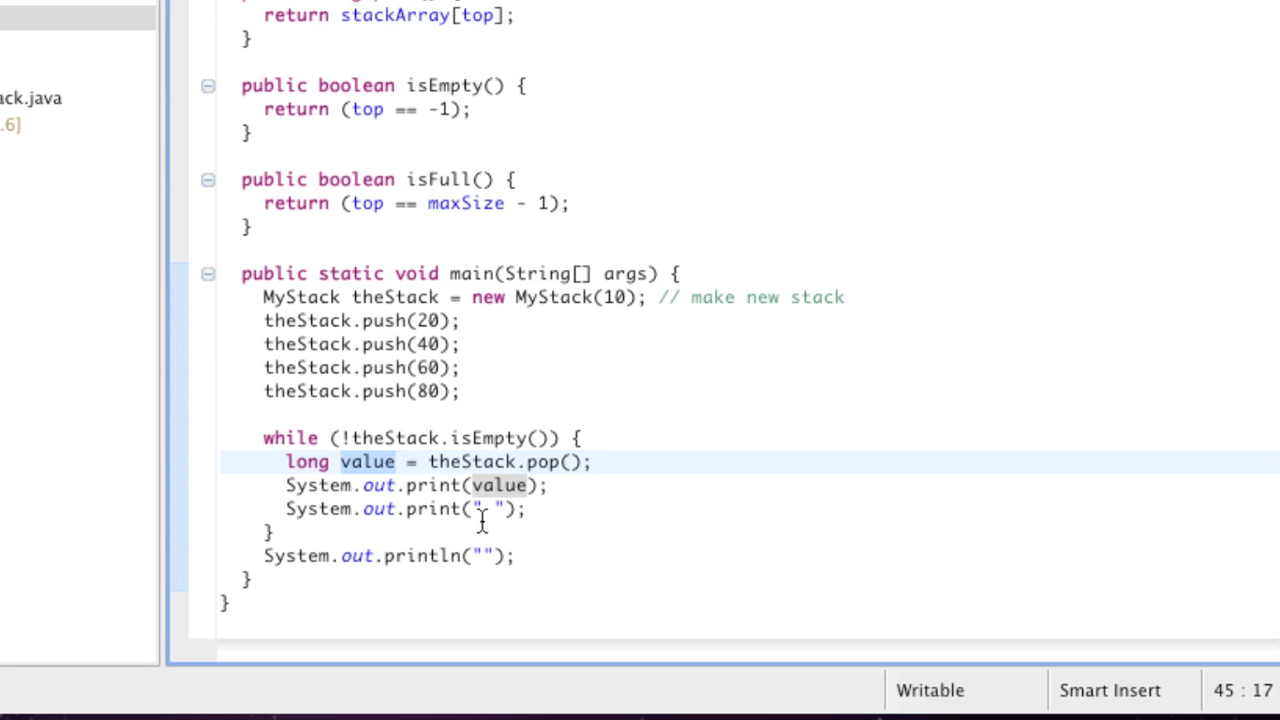 return stackArray[top];
}
public boolean isEmpty() {
return (top == -1);
}
public boolean isFull() {
return (top == maxSize - 1);
}
public static void main(String[] args) {
MyStack theStack = new MyStack(10); // make new stack
theStack.push(20);
theStack.push(40);
theStack.push(60);
theStack.push(80);
while (!theStack.isEmpty()) {
long value = theStack.pop();
System.out.print(value);
System.out.print(" ");
}
System.out.println("");
}
}
ack.java
.6]
Writable
Smart Insert
45 : 17